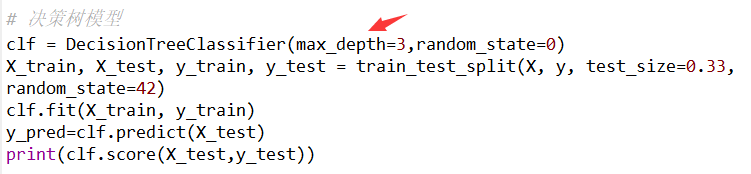 # 决策树模型
clf = DecisionTreeClassifier(max_depth=3,random_state=0)
X_train, X_test, y_train, y_test = train_test_split(X, y, test_size=0.33,
random_state=42)
clf.fit(X_train, y_train)
y_pred=clf.predict(X_test)
print(clf.score(X_test,y_test))